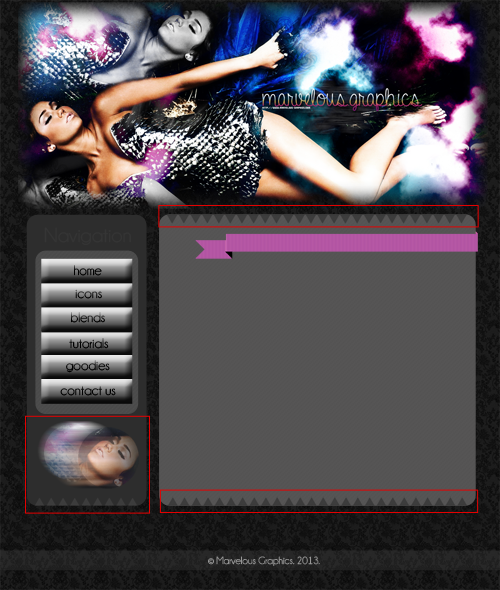 marvelous graphics
Navigation
home
icons
blends
tutorials
goodies
contact us
© Marvelous Graphics. 2013.